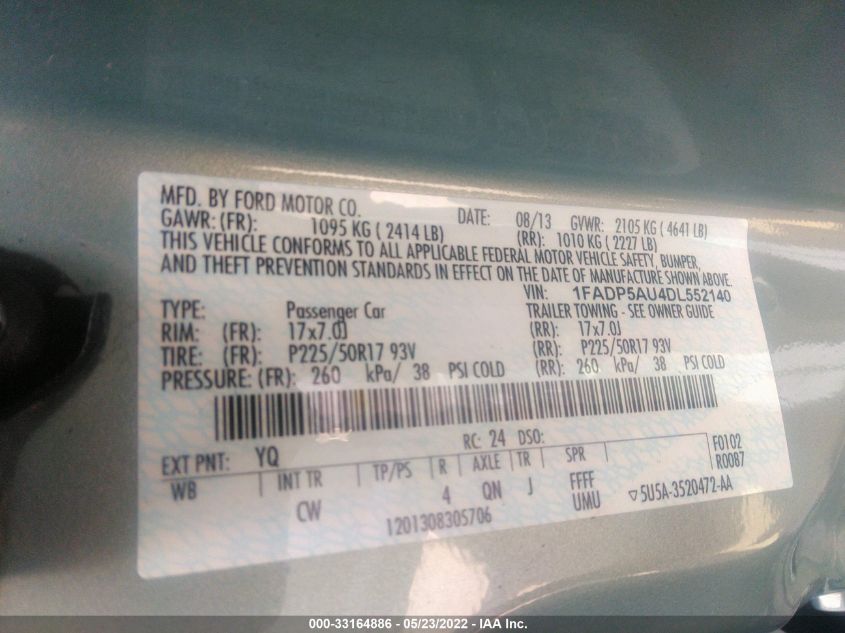 MFD. BY FORD MOTOR CO.
DATE: 08/13 GVWR: 2105 KG ( 4641 LB)
GAWR: (FR): 1095 KG ( 2414 LB) (RR): 1010 KG ( 2227 LB)
THIS VEHICLE CONFORMS TO ALL APPLICABLE FEDERAL MOTOR VEHICLE SAFETY, BUMPER,
AND THEFT PREVENTION STANDARDS IN EFFECT ON THE DATE OF MANUFACTURE SHOWN ABOVE.
VIN: 1FADP5AU4DL552140
TYPE: Passenger Car TRAILER TOWING - SEE OWNER GUIDE
RIM: (FR): 17x7.0J (RR): 17x7.0J
TIRE: (FR): P225/50R17 93V (RR): P225/50R17 93V
PRESSURE: (FR): 260 kPa/ 38 PSI COLD (RR): 260 kPa/ 38 PSI COLD
EXT PNT: YQ RC: 24 DSO: F0102
R0087
WB INT TR TP/PS R AXLE TR SPR
CW 4 QN J FFFF
UMU
▽5U5A-3520472-AA
120130830S706
000-33164886 - 05/23/2022 - IAA Inc.